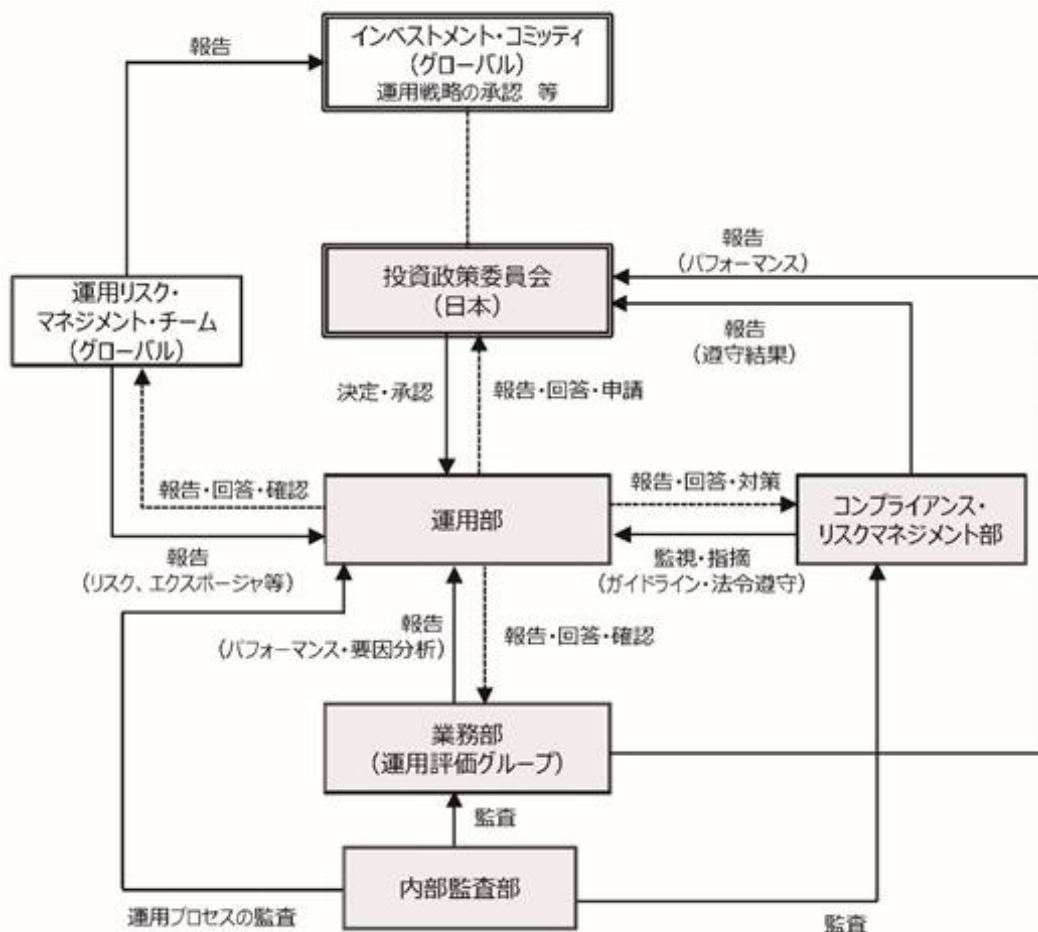 報告
インベストメント・コミッティ
(グローバル)
運用戦略の承認 等
報告
(パフォーマンス)
投資政策委員会
(日本)
運用リスク・
マネジメント・チーム
(グローバル)
報告
(遵守結果)
決定・承認
報告・回答・申請
報告・回答・確認
運用部
報告・回答・対策
コンプライアンス・
リスクマネジメント部
報告
(リスク、エクスポージャ等)
監視・指摘
(ガイドライン・法令遵守)
報告
(パフォーマンス・要因分析)
報告・回答・確認
業務部
(運用評価グループ)
監査
内部監査部
運用プロセスの監査
監査